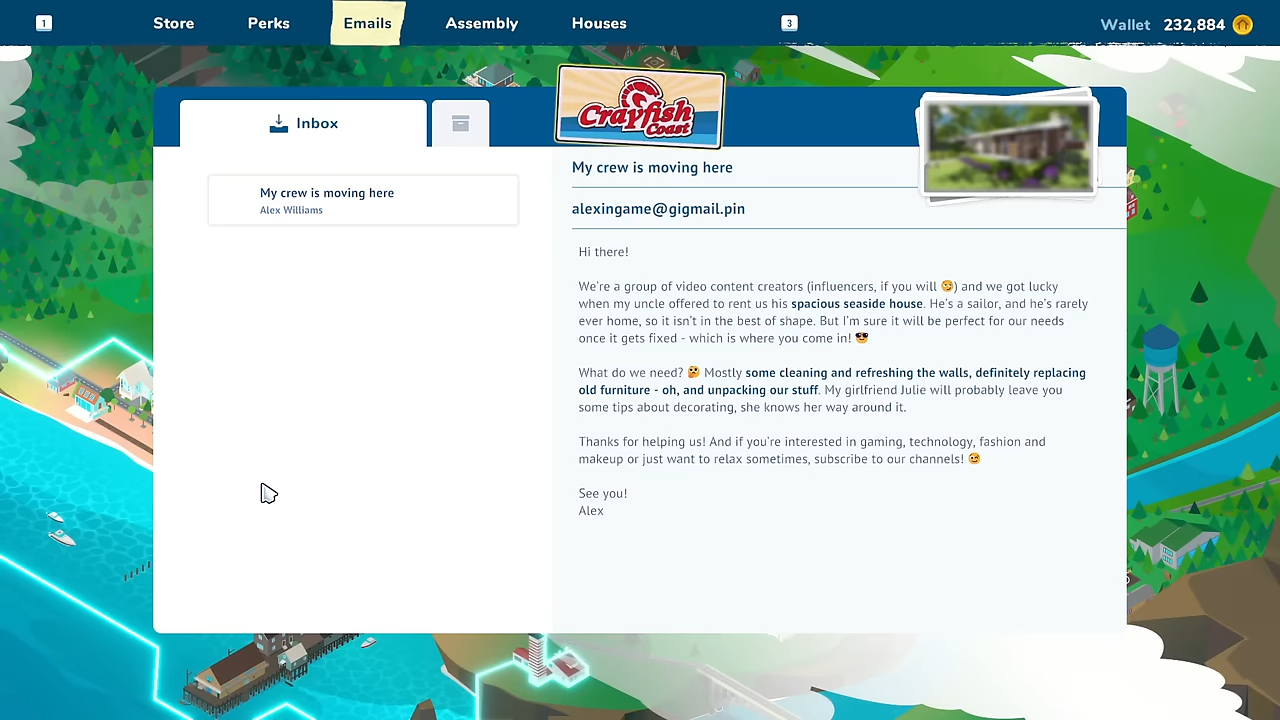 1 Store Perks Emails Assembly Houses 3 Wallet 232,884
Inbox
Crayfish
Coast
My crew is moving here
Alex Williams
My crew is moving here
alexingame@gigmail.pin
Hi there!
We're a group of video content creators (influencers, if you will 😏) and we got lucky
when my uncle offered to rent us his spacious seaside house. He's a sailor, and he's rarely
ever home, so it isn't in the best of shape. But I'm sure it will be perfect for our needs
once it gets fixed - which is where you come in! 😎
What do we need? 🤔 Mostly some cleaning and refreshing the walls, definitely replacing
old furniture - oh, and unpacking our stuff. My girlfriend Julie will probably leave you
some tips about decorating, she knows her way around it.
Thanks for helping us! And if you're interested in gaming, technology, fashion and
makeup or just want to relax sometimes, subscribe to our channels! 😉
See you!
Alex